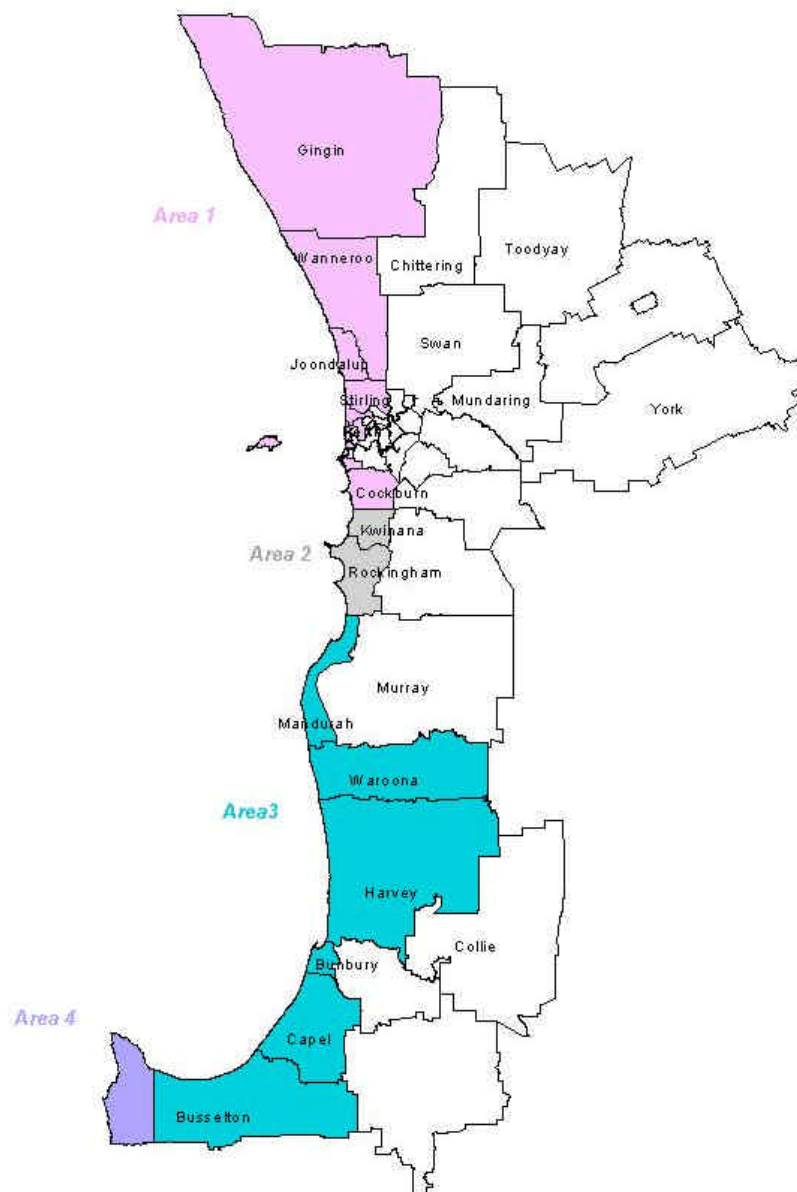 Gingin
Area 1
Wanneroo
Chittering
Toodyay
Swan
Joondalup
Stirling
Mundaring
York
Cockburn
Kwinana
Area 2
Rockingham
Murray
Mandurah
Waroona
Area3
Harvey
Bunbury
Collie
Area 4
Capel
Busselton